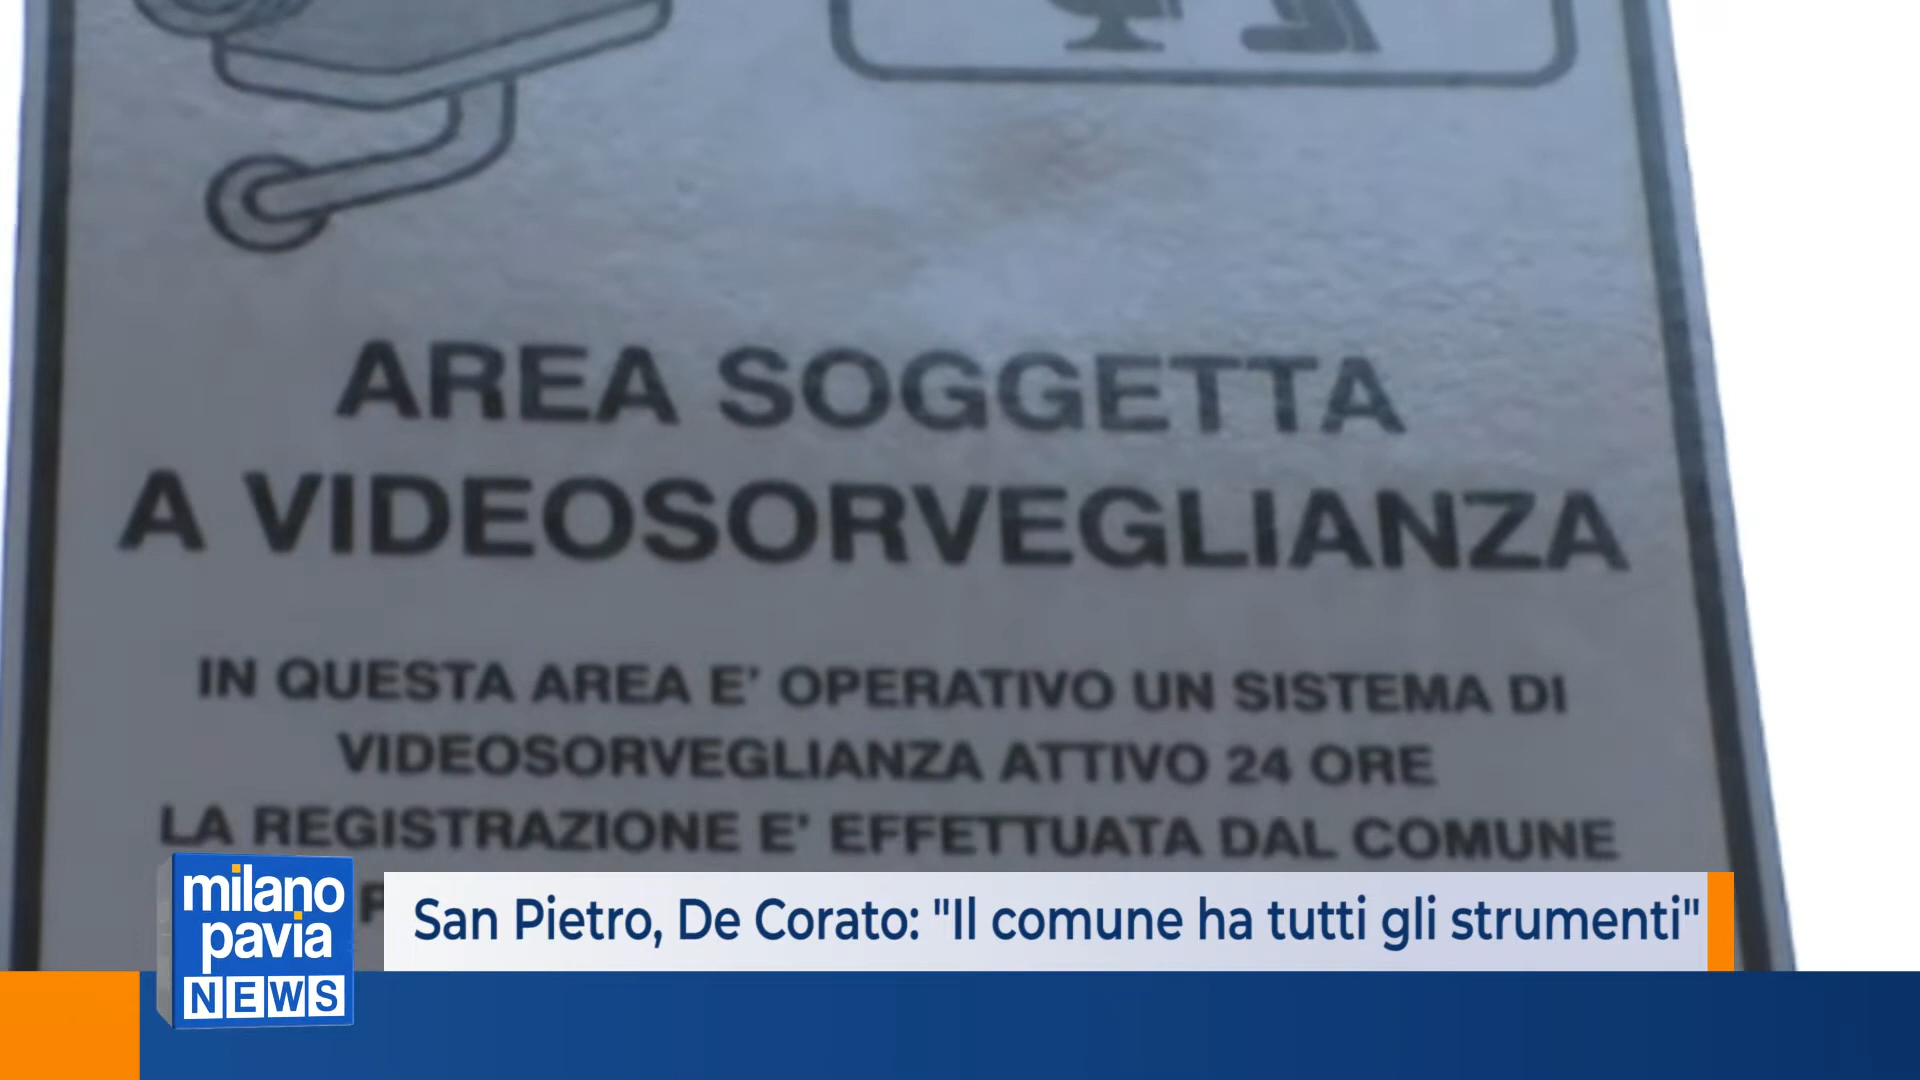 AREA SOGGETTA
A VIDEOSORVEGLIANZA
IN QUESTA AREA E' OPERATIVO UN SISTEMA DI
VIDEOSORVEGLIANZA ATTIVO 24 ORE
LA REGISTRAZIONE E' EFFETTUATA DAL COMUNE
milano
pavia
NEWS
San Pietro, De Corato: "Il comune ha tutti gli strumenti"